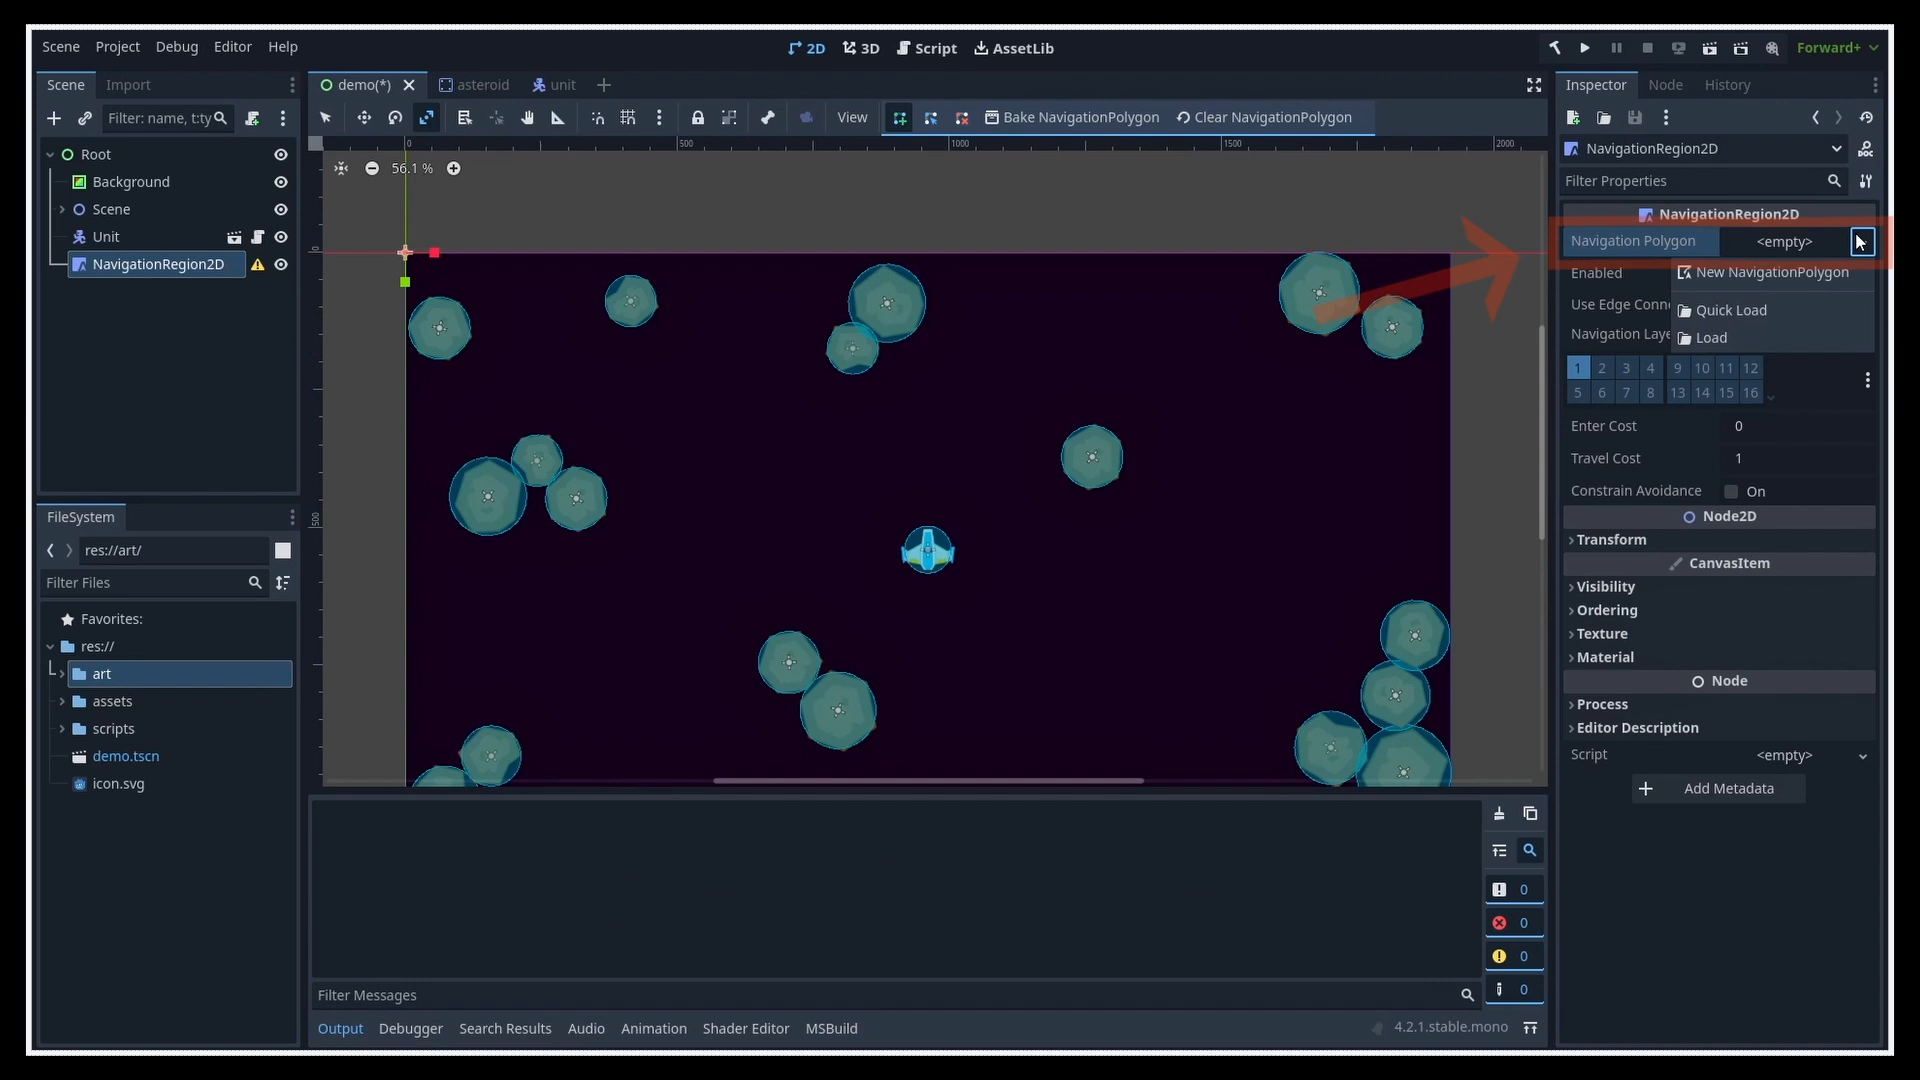 Scene Project Debug Editor Help
2D 3D Script AssetLib
Forward+
Scene Import
demo(*) asteroid unit
Inspector Node History
Filter: name, t:ty
View Bake NavigationPolygon Clear NavigationPolygon
0 500 1000 1500 2000
56.1 %
0
500
Root
Background
Scene
Unit
NavigationRegion2D
FileSystem
res://art/
Filter Files
Favorites:
res://
art
assets
scripts
demo.tscn
icon.svg
NavigationRegion2D
DOC
Filter Properties
NavigationRegion2D
Navigation Polygon <empty>
Enabled
New NavigationPolygon
Use Edge Conn
Quick Load
Navigation Laye
Load
1 2 3 4 9 10 11 12
5 6 7 8 13 14 15 16
Enter Cost 0
Travel Cost 1
Constrain Avoidance On
Node2D
Transform
CanvasItem
Visibility
Ordering
Texture
Material
Node
Process
Editor Description
Script <empty>
Add Metadata
0
0
0
0
Filter Messages
Output Debugger Search Results Audio Animation Shader Editor MSBuild
4.2.1.stable.mono